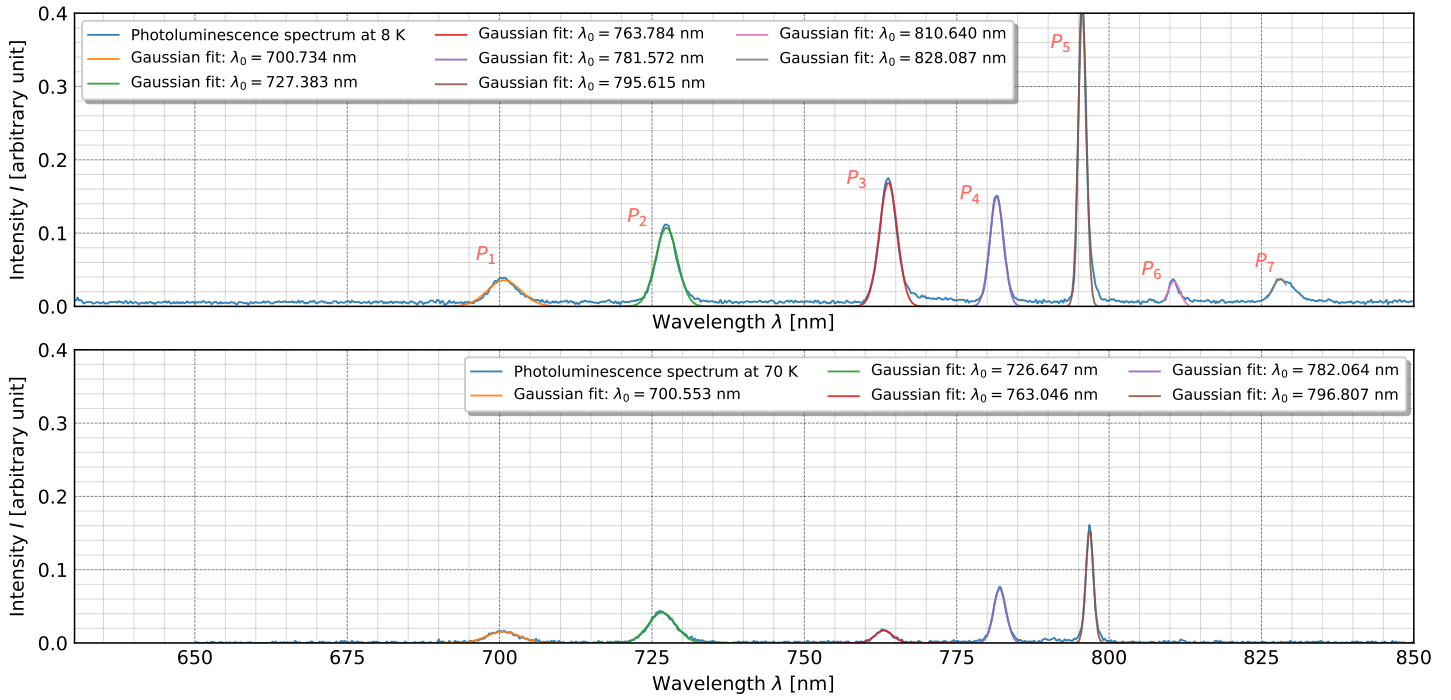 0.4
0.3
0.2
0.1
0.0
Intensity I [arbitrary unit]
Photoluminescence spectrum at 8 K
Gaussian fit: λ₀ = 700.734 nm
Gaussian fit: λ₀ = 727.383 nm
Gaussian fit: λ₀ = 763.784 nm
Gaussian fit: λ₀ = 781.572 nm
Gaussian fit: λ₀ = 795.615 nm
Gaussian fit: λ₀ = 810.640 nm
Gaussian fit: λ₀ = 828.087 nm
P₁
P₂
P₃
P₄
P₅
P₆
P₇
Wavelength λ [nm]
0.4
0.3
0.2
0.1
0.0
Intensity I [arbitrary unit]
Photoluminescence spectrum at 70 K
Gaussian fit: λ₀ = 700.553 nm
Gaussian fit: λ₀ = 726.647 nm
Gaussian fit: λ₀ = 763.046 nm
Gaussian fit: λ₀ = 782.064 nm
Gaussian fit: λ₀ = 796.807 nm
650 675 700 725 750 775 800 825 850
Wavelength λ [nm]